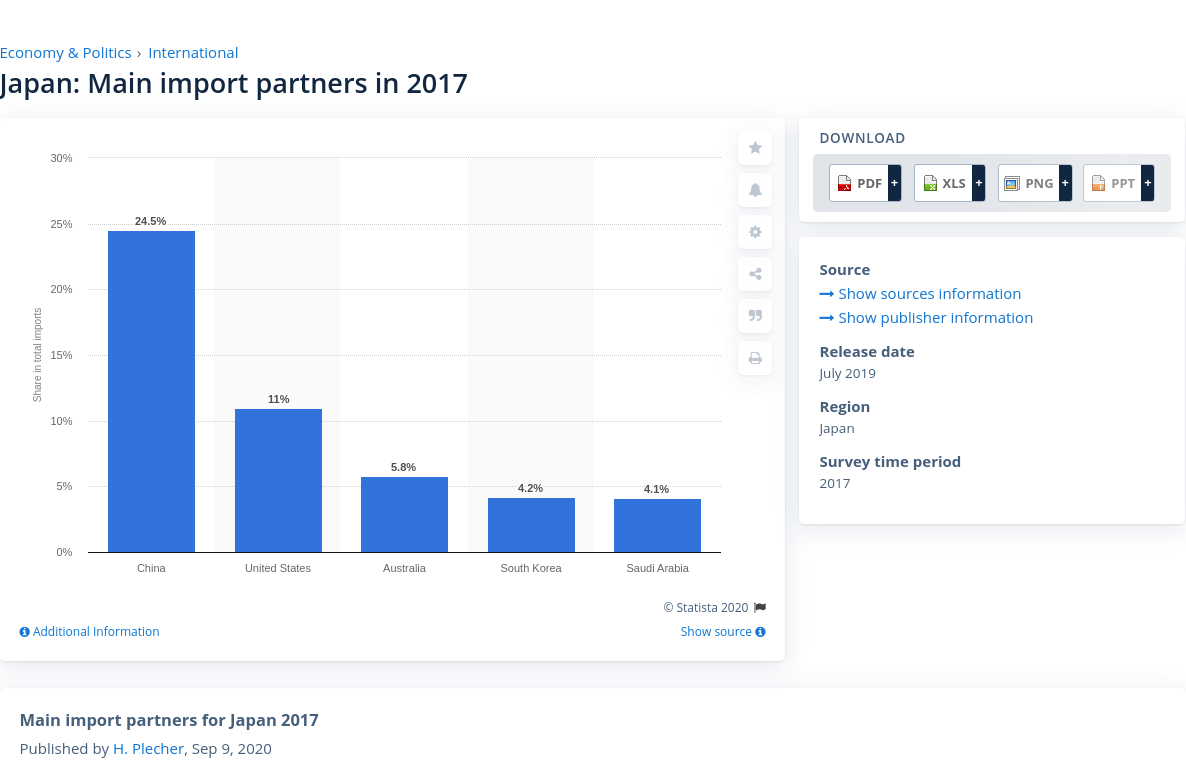 Economy & Politics › International
Japan: Main import partners in 2017
30%
25%
20%
15%
10%
5%
0%
Share in total imports
24.5%
11%
5.8%
4.2%
4.1%
China
United States
Australia
South Korea
Saudi Arabia
© Statista 2020
Additional Information
Show source
DOWNLOAD
PDF + XLS + PNG + PPT +
Source
Show sources information
Show publisher information
Release date
July 2019
Region
Japan
Survey time period
2017
Main import partners for Japan 2017
Published by H. Plecher, Sep 9, 2020